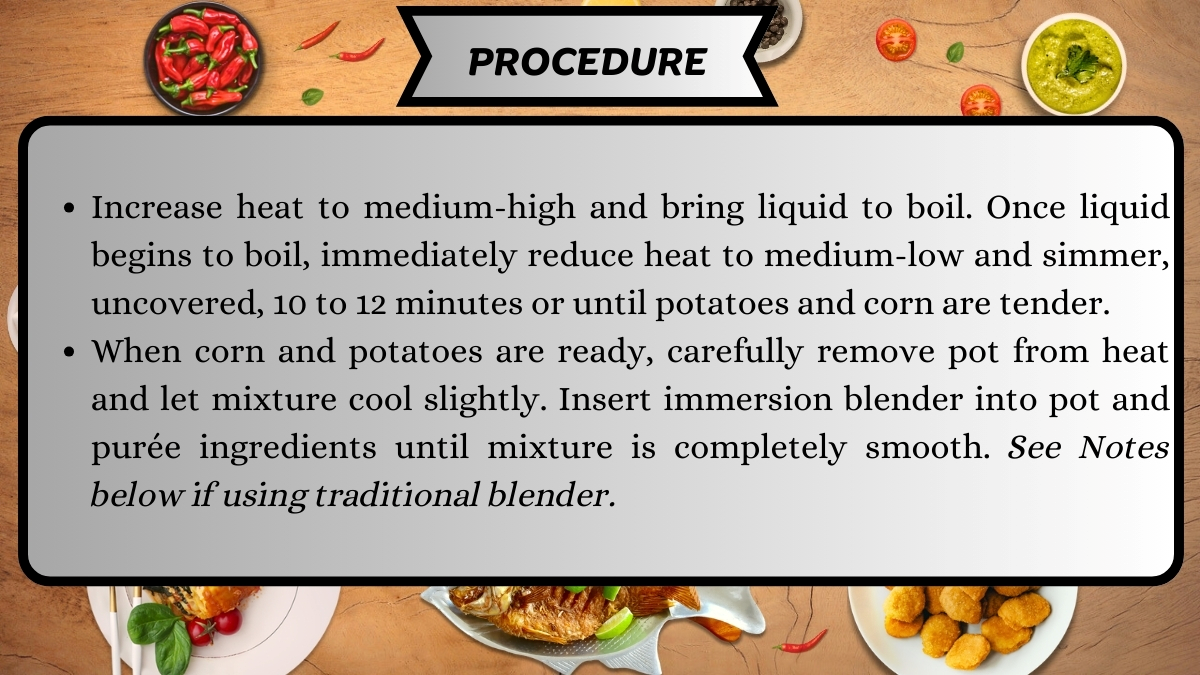 PROCEDURE
• Increase heat to medium-high and bring liquid to boil. Once liquid
begins to boil, immediately reduce heat to medium-low and simmer,
uncovered, 10 to 12 minutes or until potatoes and corn are tender.
• When corn and potatoes are ready, carefully remove pot from heat
and let mixture cool slightly. Insert immersion blender into pot and
purée ingredients until mixture is completely smooth. See Notes
below if using traditional blender.